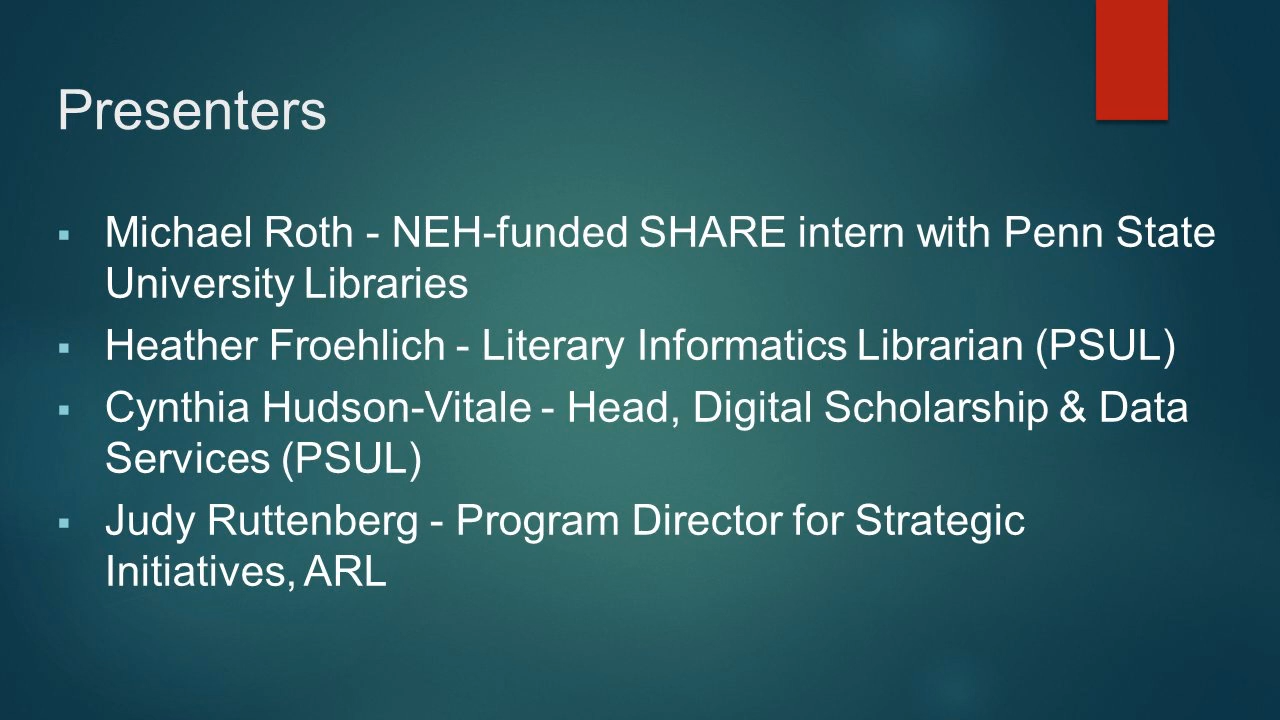 Presenters
▪ Michael Roth - NEH-funded SHARE intern with Penn State
University Libraries
▪ Heather Froehlich - Literary Informatics Librarian (PSUL)
▪ Cynthia Hudson-Vitale - Head, Digital Scholarship & Data
Services (PSUL)
▪ Judy Ruttenberg - Program Director for Strategic
Initiatives, ARL